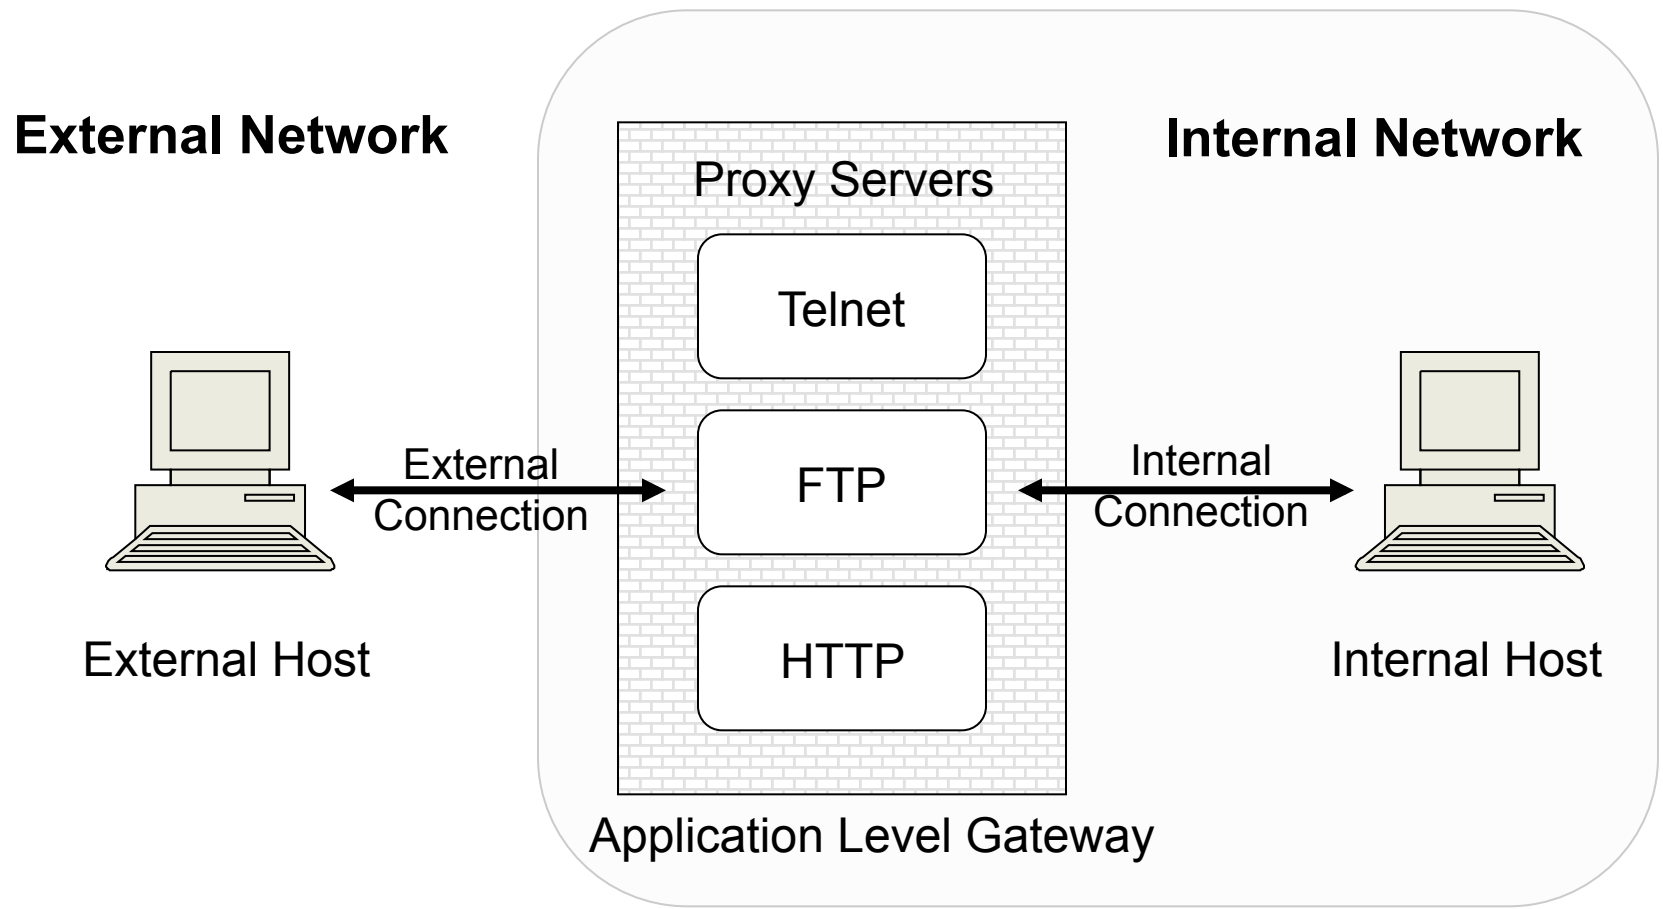 External Network
Internal Network
Proxy Servers
Telnet
External
Connection
FTP
Internal
Connection
HTTP
External Host
Internal Host
Application Level Gateway